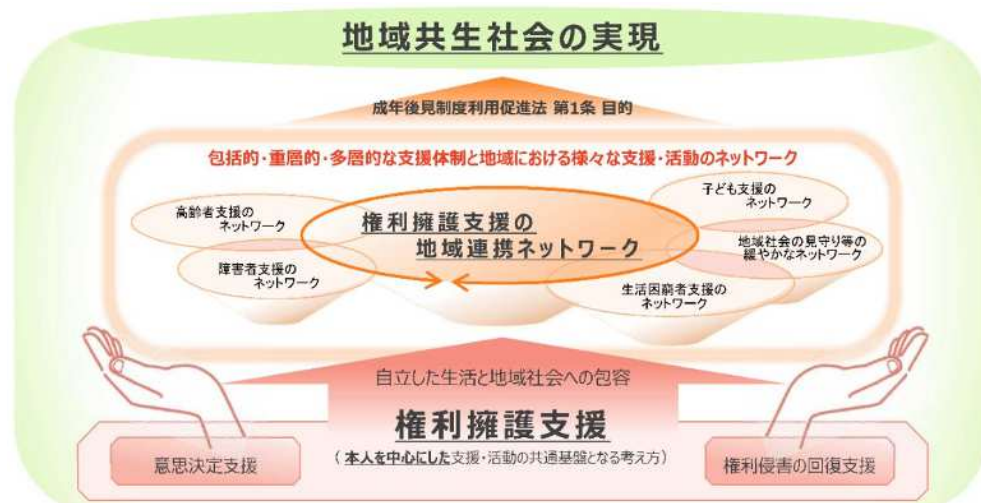 地域共生社会の実現
成年後見制度利用促進法 第1条 目的
包括的・重層的・多層的な支援体制と地域における様々な支援・活動のネットワーク
高齢者支援の
ネットワーク
障害者支援の
ネットワーク
権利擁護支援の
地域連携ネットワーク
子ども支援の
ネットワーク
地域社会の見守り等の
緩やかなネットワーク
生活困窮者支援の
ネットワーク
自立した生活と地域社会への包容
権利擁護支援
(本人を中心にした支援・活動の共通基盤となる考え方)
意思決定支援
権利侵害の回復支援